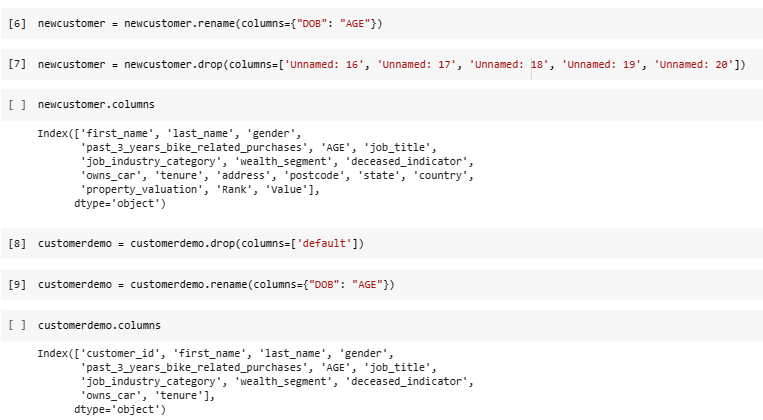 [6] newcustomer = newcustomer.rename(columns={"DOB": "AGE"})
[7] newcustomer = newcustomer.drop(columns=['Unnamed: 16', 'Unnamed: 17', 'Unnamed: 18', 'Unnamed: 19', 'Unnamed: 20'])
[ ] newcustomer.columns
Index(['first_name', 'last_name', 'gender',
'past_3_years_bike_related_purchases', 'AGE', 'job_title',
'job_industry_category', 'wealth_segment', 'deceased_indicator',
'owns_car', 'tenure', 'address', 'postcode', 'state', 'country',
'property_valuation', 'Rank', 'Value'],
dtype='object')
[8] customerdemo = customerdemo.drop(columns=['default'])
[9] customerdemo = customerdemo.rename(columns={"DOB": "AGE"})
[ ] customerdemo.columns
Index(['customer_id', 'first_name', 'last_name', 'gender',
'past_3_years_bike_related_purchases', 'AGE', 'job_title',
'job_industry_category', 'wealth_segment', 'deceased_indicator',
'owns_car', 'tenure'],
dtype='object')